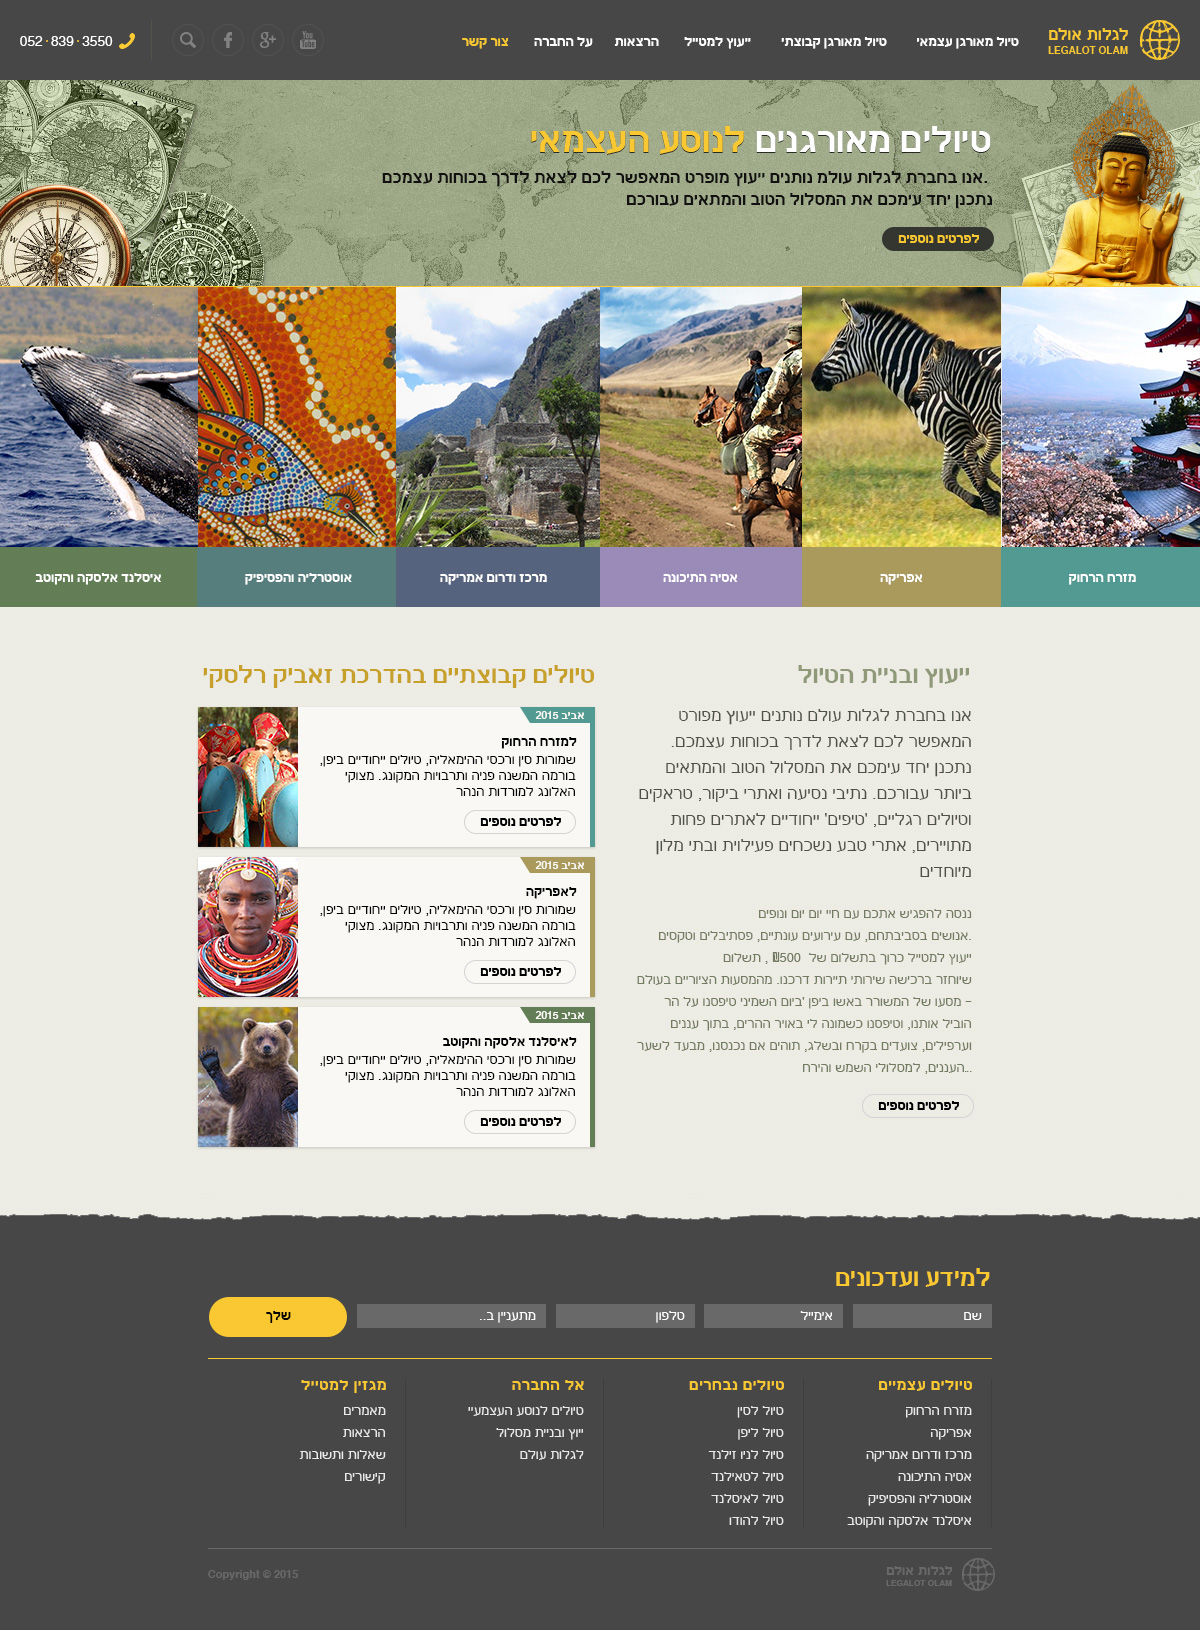 לגלות אולם
LEGALOT OLAM
טיול מאורגן עצמאי
טיול מאורגן קבוצתי
ייעוץ למטייל
הרצאות
על החברה
צור קשר
You
Tube
052·839·3550
טיולים מאורגנים לנוסע העצמאי
אנו בחברת לגלות עולמ נותנים ייעוץ מופרט המאפשר לכם לצאת לדרך בכוחות עצמכם.
נתכנן יחד עימכם את המסלול הטוב והמתאים עבורכם
לפרטים נוספים
מזרח הרחוק
אפריקה
אסיה התיכונה
מרכז ודרום אמריקה
אוסטרליה והפסיפיק
איסלנד אלסקה והקוטב
ייעוץ ובניית הטיול
אנו בחברת לגלות עולם נותנים ייעוץ מפורט
המאפשר לכם לצאת לדרך בכוחות עצמכם.
נתכנן יחד עימכם את המסלול הטוב והמתאים
ביותר עבורכם. נתיבי נסיעה ואתרי ביקור, טראקים
וטיולים רגליים, 'טיפים' ייחודיים לאתרים פחות
מתויירים, אתרי טבע נשכחים פעילוית ובתי מלון
מיוחדים
ננסה להפגיש אתכם עם חיי יום יום ונופים
אנושים בסביבתחם, עם עירועים עונתיים, פסתיבלים וטקסים.
ייעוץ למטייל כרוך בתשלום של 500₪ , תשלום
שיוחזר ברכישה שירותי תיירות דרכנו. מהמסעות הציוריים בעולם
– מסעו של המשורר באשו ביפן 'ביום השמיני טיפסנו על הר
הוביל אותנו, וטיפסנו כשמונה לי באויר ההרים, בתוך עננים
וערפילים, צועדים בקרח ובשלג, תוהים אם נכנסנו, מבעד לשער
העננים, למסלולי השמש והירח...
לפרטים נוספים
טיולים קבוצתיים בהדרכת זאביק רלסקי
אביב 2015
למזרח הרחוק
שמורות סין ורכסי ההימאליה, טיולים ייחודיים ביפן,
בורמה המשנה פניה ותרבויות המקונג. מצוקי
האלונג למורדות הנהר
לפרטים נוספים
אביב 2015
לאפריקה
שמורות סין ורכסי ההימאליה, טיולים ייחודיים ביפן,
בורמה המשנה פניה ותרבויות המקונג. מצוקי
האלונג למורדות הנהר
לפרטים נוספים
אביב 2015
לאיסלנד אלסקה והקוטב
שמורות סין ורכסי ההימאליה, טיולים ייחודיים ביפן,
בורמה המשנה פניה ותרבויות המקונג. מצוקי
האלונג למורדות הנהר
לפרטים נוספים
למידע ועדכונים
שם
אימייל
טלפון
מתעניין ב..
שלך
טיולים עצמיים
מזרח הרחוק
אפריקה
מרכז ודרום אמריקה
אסיה התיכונה
אוסטרליה והפסיפיק
איסלנד אלסקה והקוטב
טיולים נבחרים
טיול לסין
טיול ליפן
טיול לניו זילנד
טיול לטאילנד
טיול לאיסלנד
טיול להודו
אל החברה
טיולים לנוסע העצמעי
ייוץ ובניית מסלול
לגלות עולם
מגזין למטייל
מאמרים
הרצאות
שאלות ותשובות
קישורים
לגלות אולם
LEGALOT OLAM
Copyright © 2015